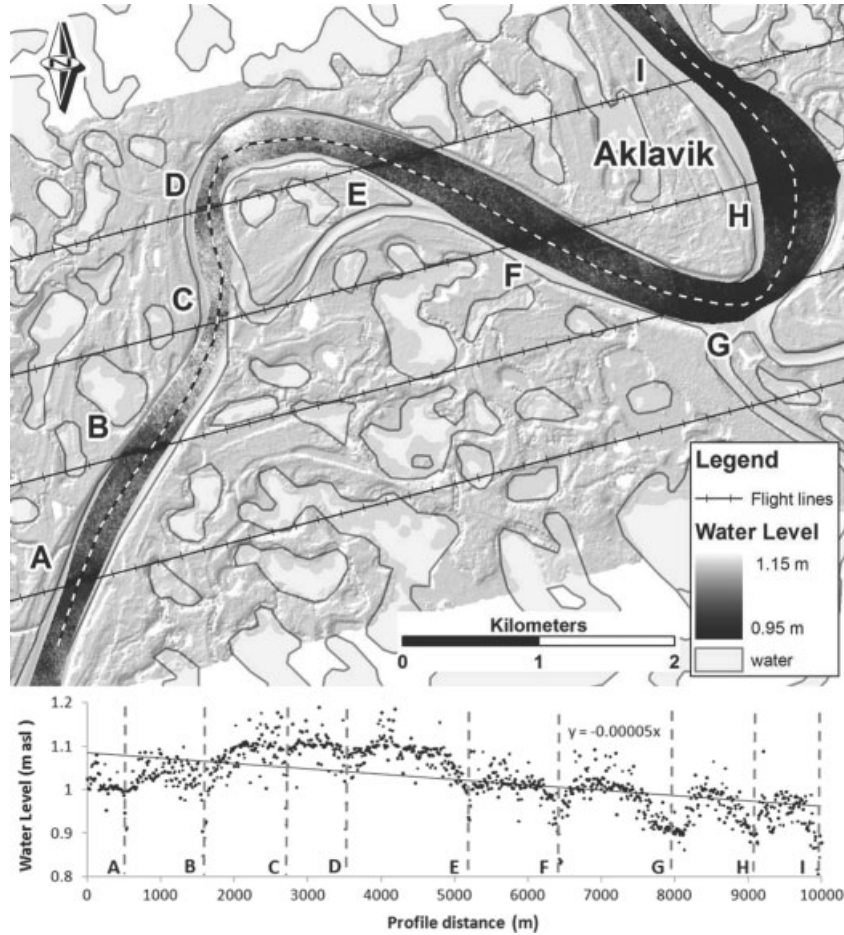 N
I
Aklavik
D
E
H
C
F
G
B
A
Legend
Flight lines
Water Level
1.15 m
0.95 m
water
Kilometers
0 1 2
Water Level (m asl )
1.2
1.1
1
0.9
0.8
y = -0.00005x
A B C D E F G H I
0 1000 2000 3000 4000 5000 6000 7000 8000 9000 10000
Profile distance (m)